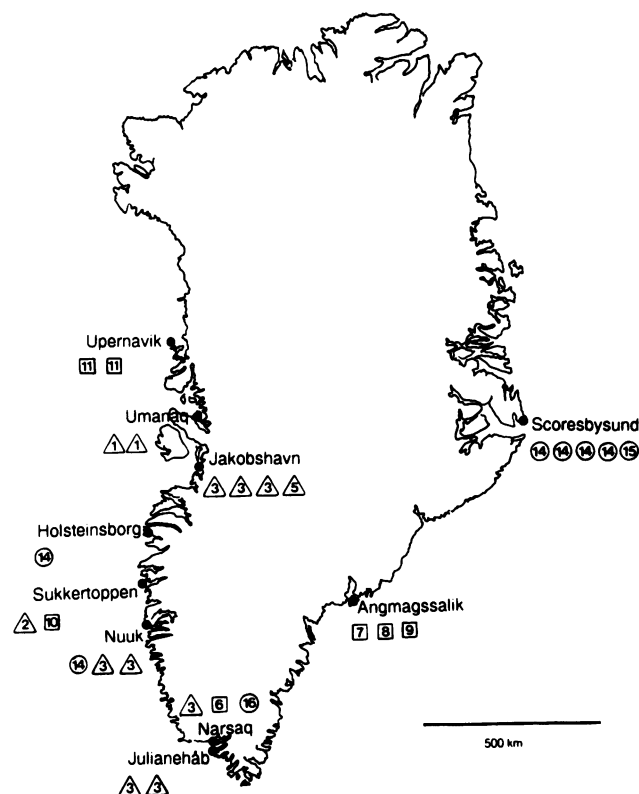 Upernavik
11 11
Umanaq
1 1
Scoresbysund
14 14 14 14 15
Jakobshavn
3 3 3 5
Holsteinsborg
14
Sukkertoppen
2 10
Angmagssalik
7 8 9
Nuuk
14 3 3
3 6 16
Narsaq
500 km
Julianehåb
3 3